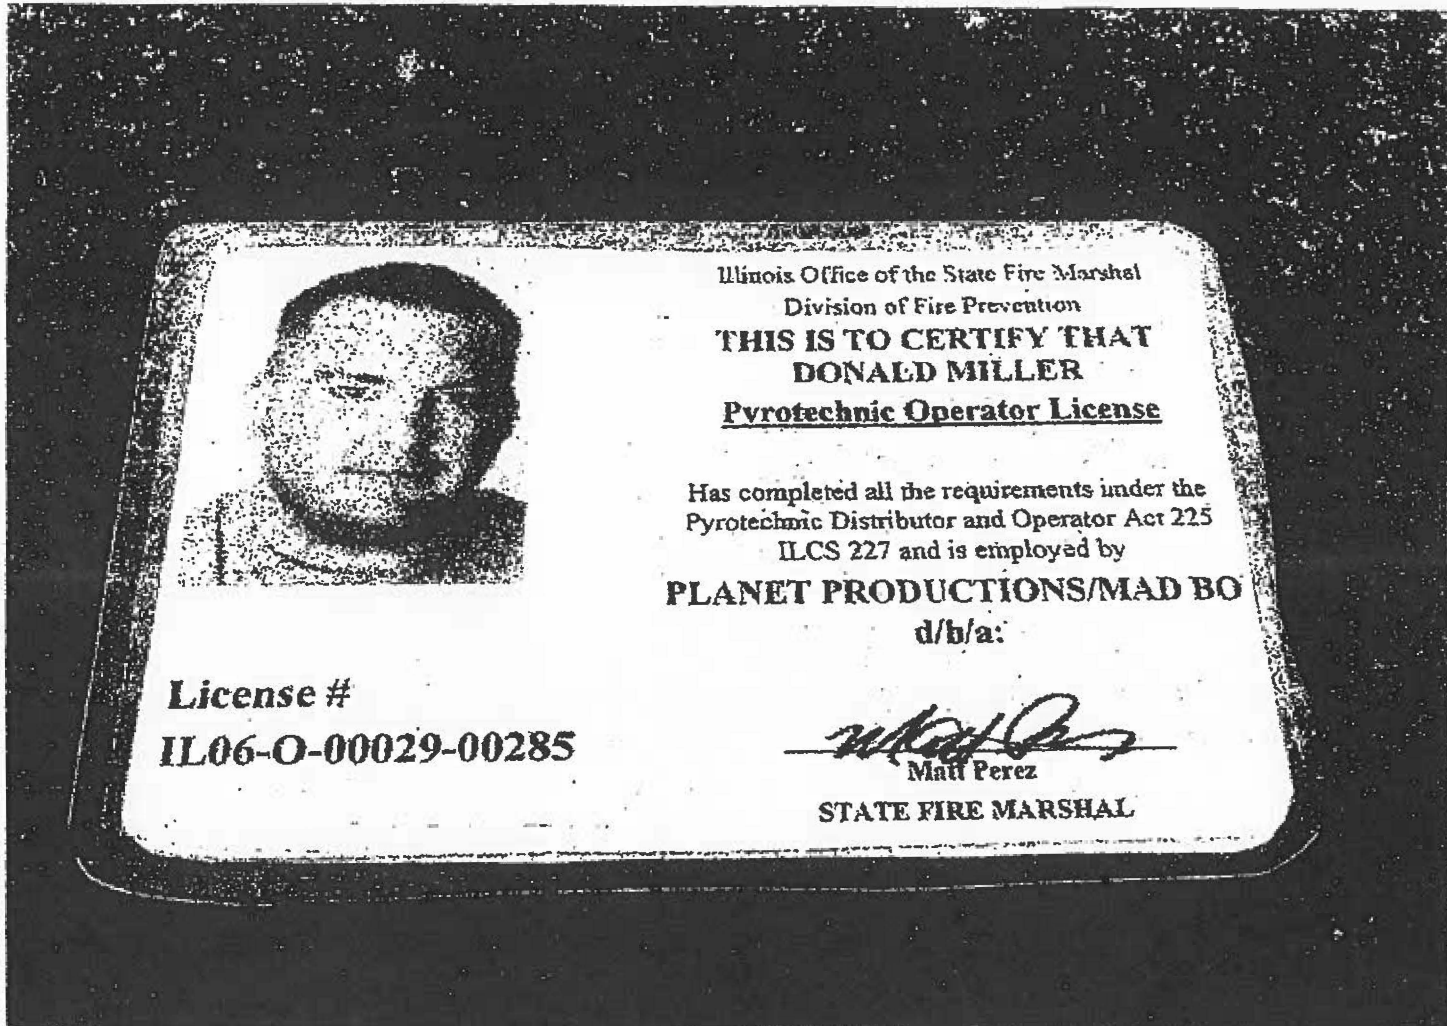 Illinois Office of the State Fire Marshal
Division of Fire Prevention
THIS IS TO CERTIFY THAT
DONALD MILLER
Pyrotechnic Operator License
Has completed all the requirements under the
Pyrotechnic Distributor and Operator Act 225
ILCS 227 and is employed by
PLANET PRODUCTIONS/MAD BO
d/b/a:
License #
IL06-O-00029-00285
Matt Perez
Matt Perez
STATE FIRE MARSHAL